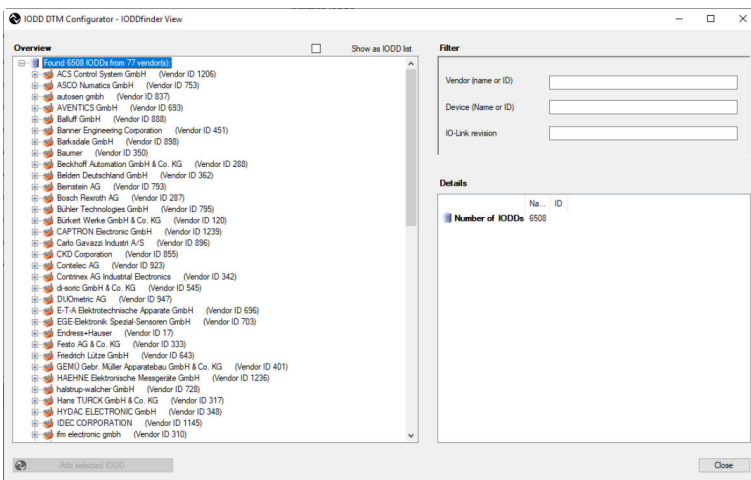 IODD DTM Configurator - IODDfinder View
Overview
Show as IODD list
Found 6508 IODDs from 77 vendor(s):
ACS Control System GmbH (Vendor ID 1206)
ASCO Numatics GmbH (Vendor ID 753)
autosen gmbh (Vendor ID 837)
AVENTICS GmbH (Vendor ID 693)
Balluff GmbH (Vendor ID 888)
Banner Engineering Corporation (Vendor ID 451)
Barksdale GmbH (Vendor ID 898)
Baumer (Vendor ID 350)
Beckhoff Automation GmbH & Co. KG (Vendor ID 288)
Belden Deutschland GmbH (Vendor ID 362)
Bernstein AG (Vendor ID 793)
Bosch Rexroth AG (Vendor ID 287)
Bühler Technologies GmbH (Vendor ID 795)
Bürkert Werke GmbH & Co. KG (Vendor ID 120)
CAPTRON Electronic GmbH (Vendor ID 1239)
Carlo Gavazzi Industri A/S (Vendor ID 896)
CKD Corporation (Vendor ID 855)
Contelec AG (Vendor ID 923)
Contrinex AG Industrial Electronics (Vendor ID 342)
di-soric GmbH & Co. KG (Vendor ID 545)
DUOmetric AG (Vendor ID 947)
E-T-A Elektrotechnische Apparate GmbH (Vendor ID 696)
EGE-Elektronik Spezial-Sensoren GmbH (Vendor ID 703)
Endress+Hauser (Vendor ID 17)
Festo AG & Co. KG (Vendor ID 333)
Friedrich Lütze GmbH (Vendor ID 643)
GEMÜ Gebr. Müller Apparatebau GmbH & Co. KG (Vendor ID 401)
HAEHNE Elektronische Messgeräte GmbH (Vendor ID 1236)
halstrup-walcher GmbH (Vendor ID 728)
Hans TURCK GmbH & Co. KG (Vendor ID 317)
HYDAC ELECTRONIC GmbH (Vendor ID 348)
IDEC CORPORATION (Vendor ID 1145)
ifm electronic gmbh (Vendor ID 310)
Add selected IODD
Filter
Vendor (name or ID)
Device (Name or ID)
IO-Link revision
Details
Na... ID
Number of IODDs 6508
Close